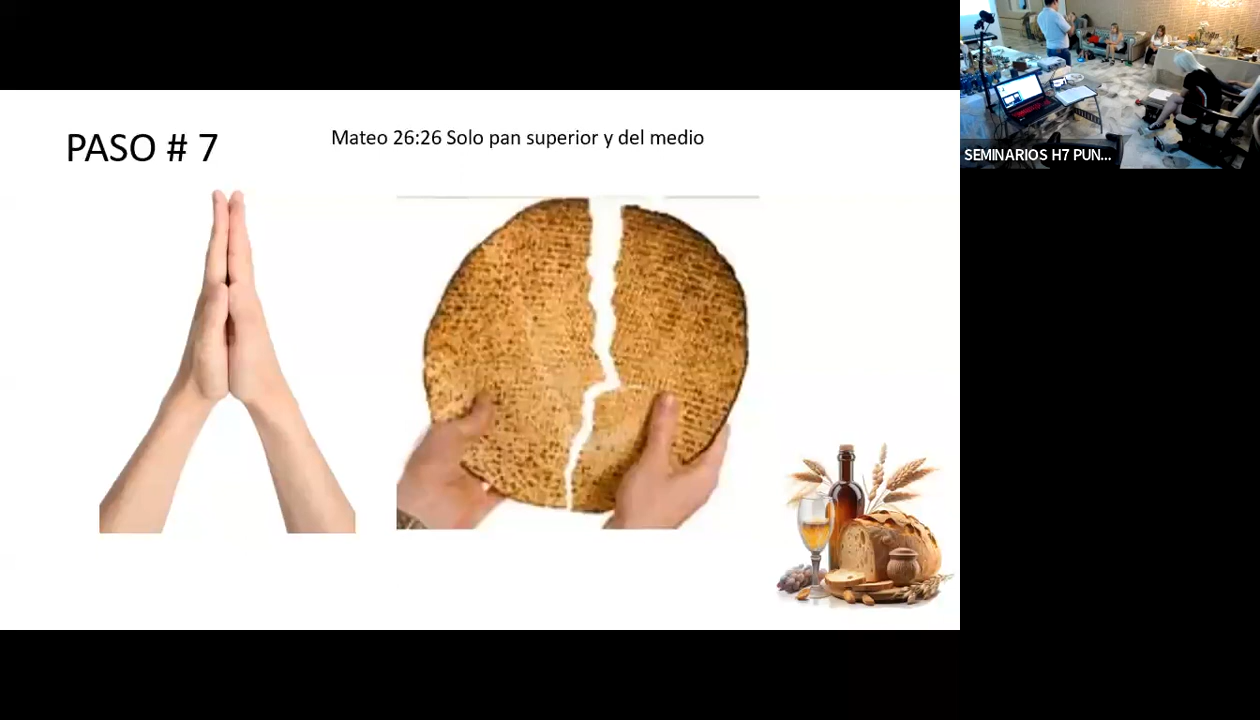 PASO # 7
Mateo 26:26 Solo pan superior y del medio
SEMINARIOS H7 PUN...